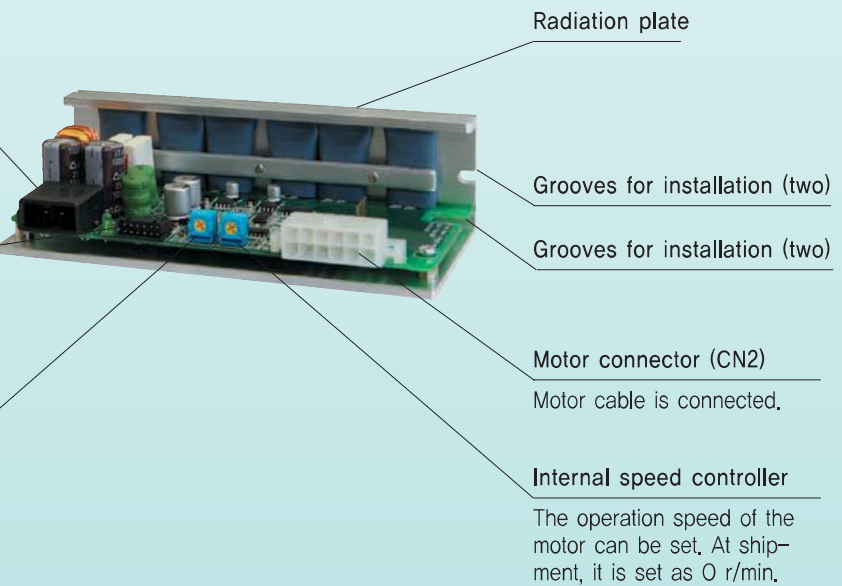 Radiation plate
Grooves for installation (two)
Grooves for installation (two)
Motor connector (CN2)
Motor cable is connected.
Internal speed controller
The operation speed of the
motor can be set. At ship-
ment, it is set as O r/min.